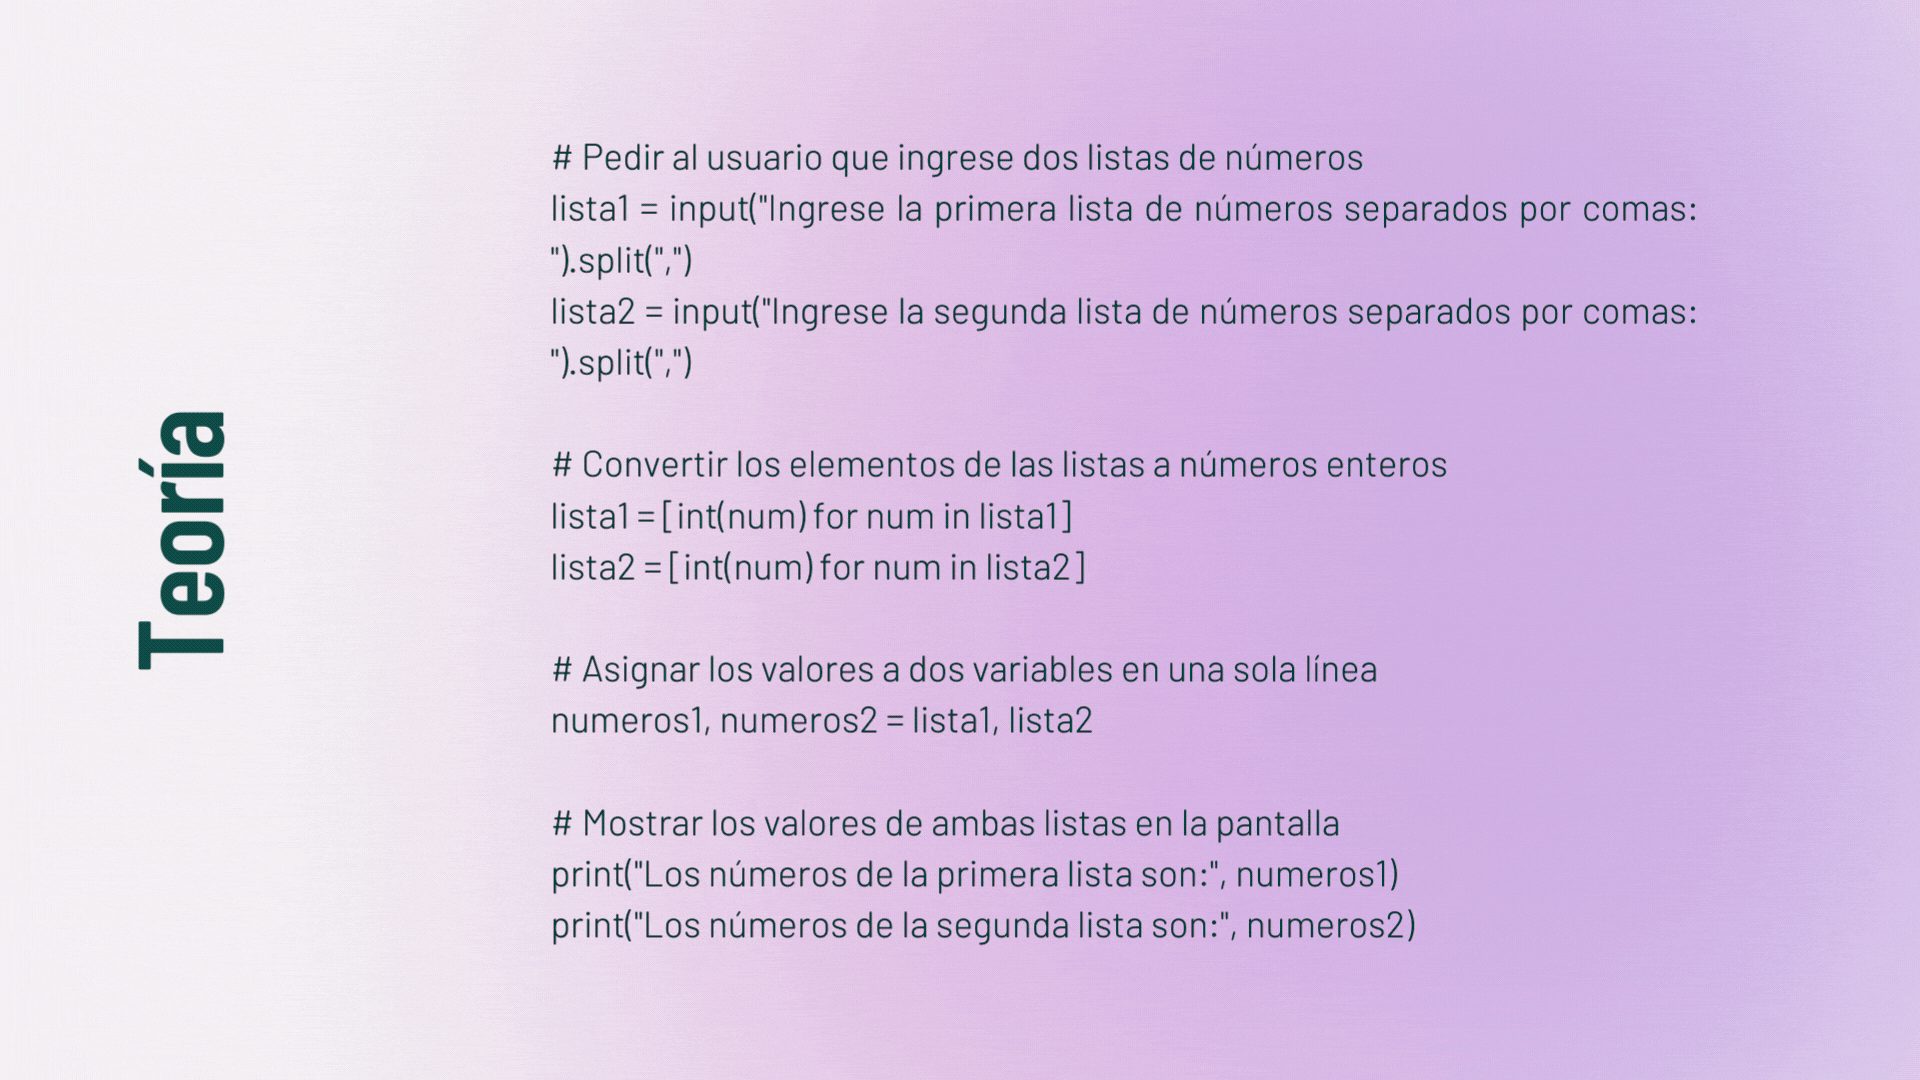 Teoría
# Pedir al usuario que ingrese dos listas de números
lista1 = input("Ingrese la primera lista de números separados por comas:
").split(",")
lista2 = input("Ingrese la segunda lista de números separados por comas:
").split(",")
# Convertir los elementos de las listas a números enteros
lista1 = [int(num) for num in lista1]
lista2 = [int(num) for num in lista2]
# Asignar los valores a dos variables en una sola línea
numeros1, numeros2 = lista1, lista2
# Mostrar los valores de ambas listas en la pantalla
print("Los números de la primera lista son:", numeros1)
print("Los números de la segunda lista son:", numeros2)